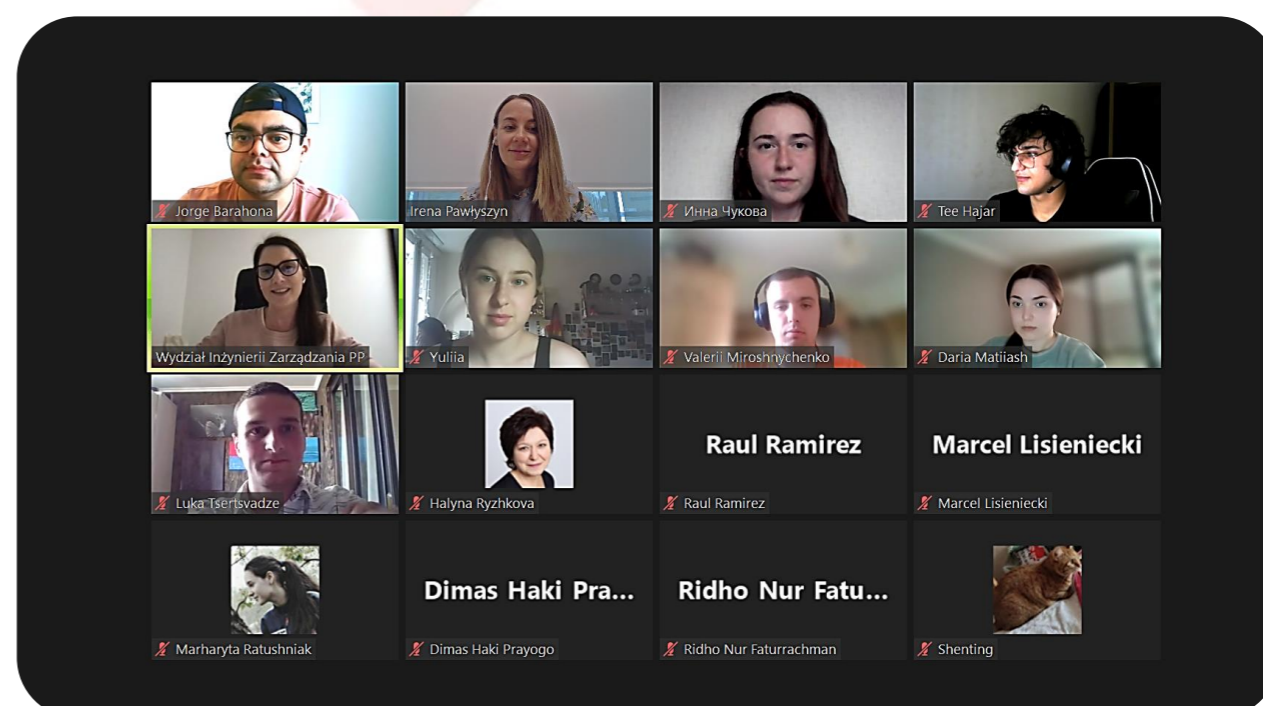 Jorge Barahona
Irena Pawłyszyn
Инна Чукова
Tee Hajar
Wydział Inżynierii Zarządzania PP
Yuliia
Valerii Miroshnychenko
Daria Matiiash
Luka Tsertsvadze
Halyna Ryzhkova
Raul Ramirez
Raul Ramirez
Marcel Lisieniecki
Marcel Lisieniecki
Marharyta Ratushniak
Dimas Haki Pra...
Dimas Haki Prayogo
Ridho Nur Fatu...
Ridho Nur Faturrachman
Shenting